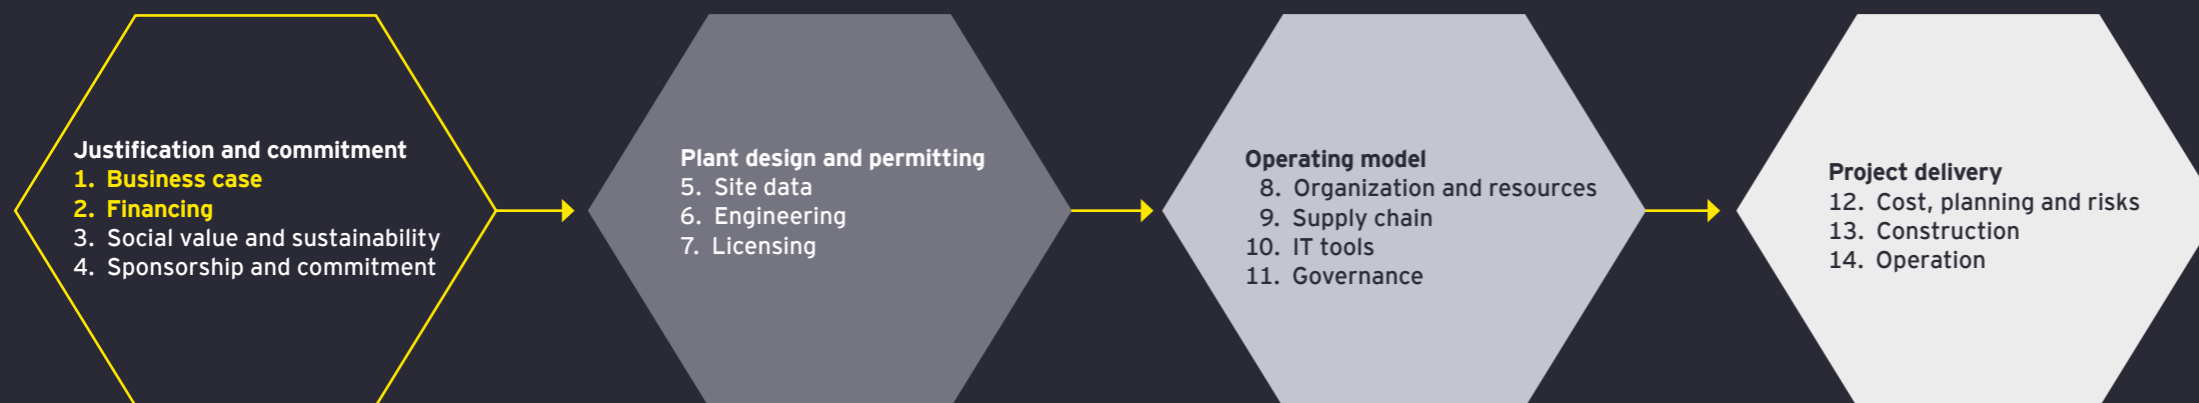 Justification and commitment
1. Business case
2. Financing
3. Social value and sustainability
4. Sponsorship and commitment
Plant design and permitting
5. Site data
6. Engineering
7. Licensing
Operating model
8. Organization and resources
9. Supply chain
10. IT tools
11. Governance
Project delivery
12. Cost, planning and risks
13. Construction
14. Operation